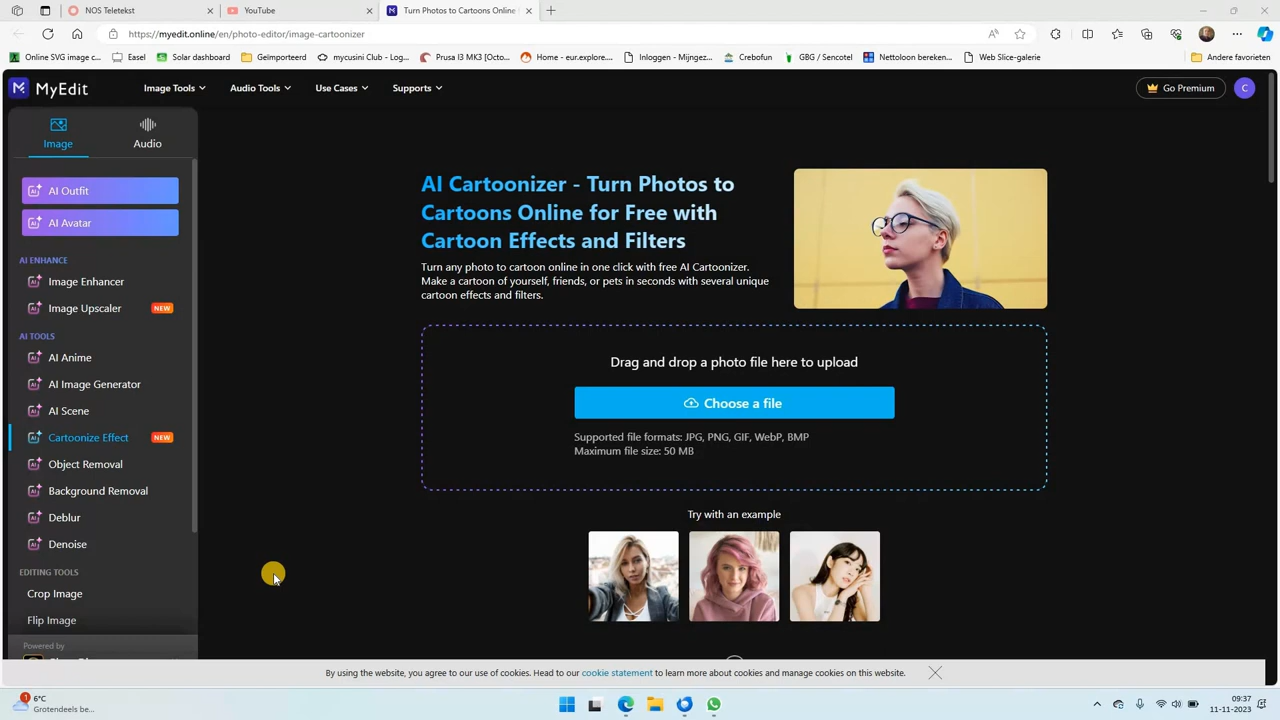 NOS Teletekst
YouTube
Turn Photos to Cartoons Online
https://myedit.online/en/photo-editor/image-cartoonizer
Online SVG image c...
Easel
Solar dashboard
Geïmporteerd
mycusini Club - Log...
Prusa I3 MK3 [Octo...
Home - eur.explore....
Inloggen - Mijngez...
Crebofun
GBG / Sencotel
Nettoloon bereken...
Web Slice-galerie
Andere favorieten
MyEdit
Image Tools
Audio Tools
Use Cases
Supports
Go Premium
C
Image
Audio
AI Outfit
AI Avatar
AI ENHANCE
Image Enhancer
Image Upscaler NEW
AI TOOLS
AI Anime
AI Image Generator
AI Scene
Cartoonize Effect NEW
Object Removal
Background Removal
Deblur
Denoise
EDITING TOOLS
Crop Image
Flip Image
Powered by
AI Cartoonizer - Turn Photos to
Cartoons Online for Free with
Cartoon Effects and Filters
Turn any photo to cartoon online in one click with free AI Cartoonizer.
Make a cartoon of yourself, friends, or pets in seconds with several unique
cartoon effects and filters.
Drag and drop a photo file here to upload
Choose a file
Supported file formats: JPG, PNG, GIF, WebP, BMP
Maximum file size: 50 MB
Try with an example
By using the website, you agree to our use of cookies. Head to our cookie statement to learn more about cookies and manage cookies on this website.
1
6°C
Grotendeels be...
09:37
11-11-2023